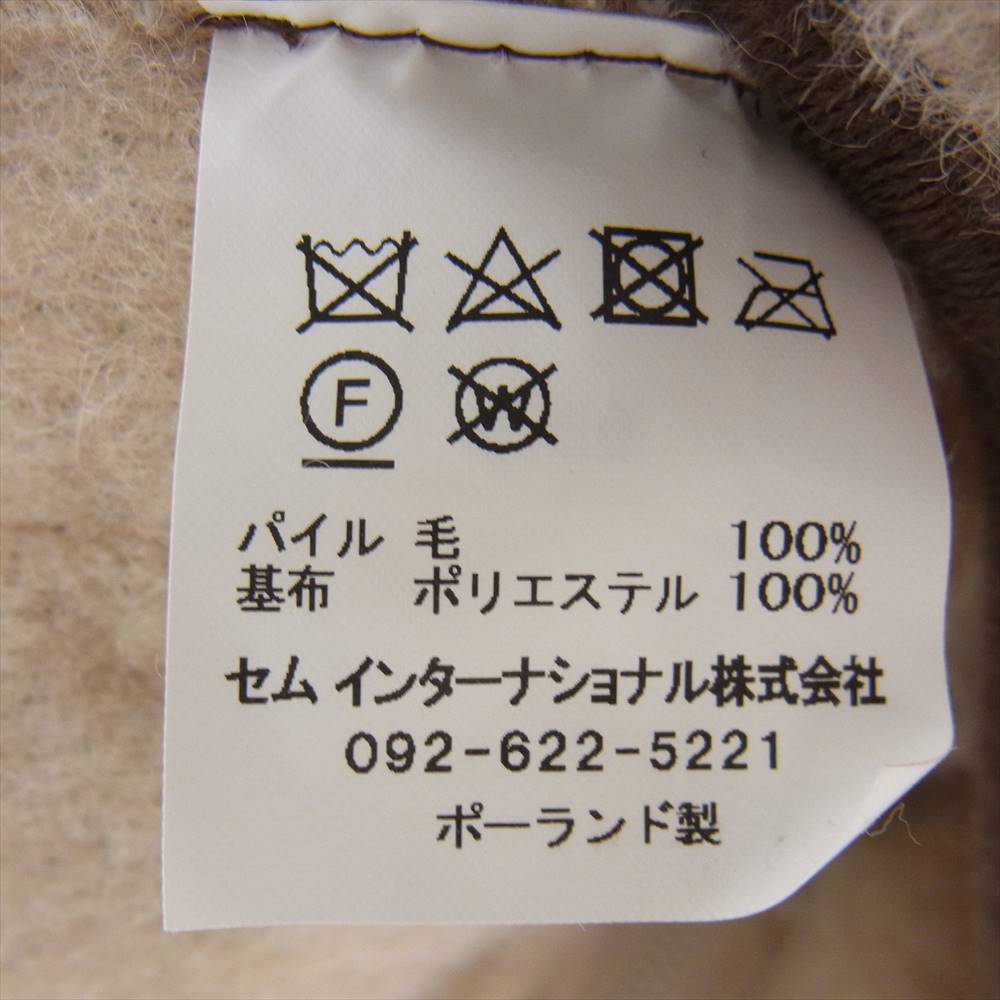 F W
パイル 毛 100%
基布 ポリエステル 100%
セム インターナショナル株式会社
092-622-5221
ポーランド製